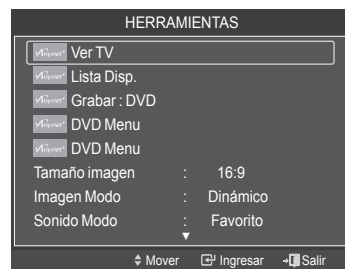 HERRAMIENTAS
Anynet+ Ver TV
Anynet+ Lista Disp.
Anynet+ Grabar : DVD
Anynet+ DVD Menu
Anynet+ DVD Menu
Tamaño imagen : 16:9
Imagen Modo : Dinámico
Sonido Modo : Favorito
Mover Ingresar Salir